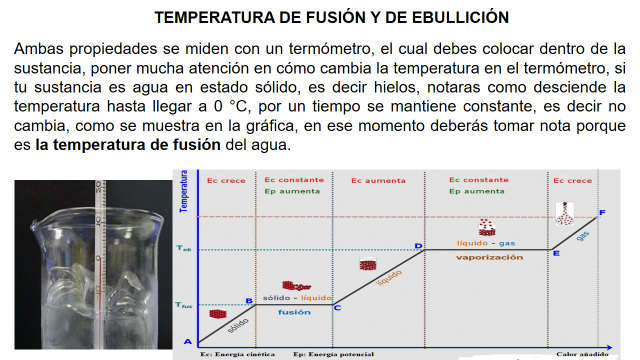 TEMPERATURA DE FUSIÓN Y DE EBULLICIÓN
Ambas propiedades se miden con un termómetro, el cual debes colocar dentro de la
sustancia, poner mucha atención en cómo cambia la temperatura en el termómetro, si
tu sustancia es agua en estado sólido, es decir hielos, notaras como desciende la
temperatura hasta llegar a 0 °C, por un tiempo se mantiene constante, es decir no
cambia, como se muestra en la gráfica, en ese momento deberás tomar nota porque
es la temperatura de fusión del agua.
Temperatura
Ec crece
Ec constante
Ep aumenta
Ec aumenta
Ec constante
Ep aumenta
Ec crece
F
gas
D
líquido - gas
E
T eb
vaporización
líquido
B
sólido - líquido
C
T fus
fusión
sólido
A
Ec: Energía cinética
Ep: Energía potencial
Calor añadido